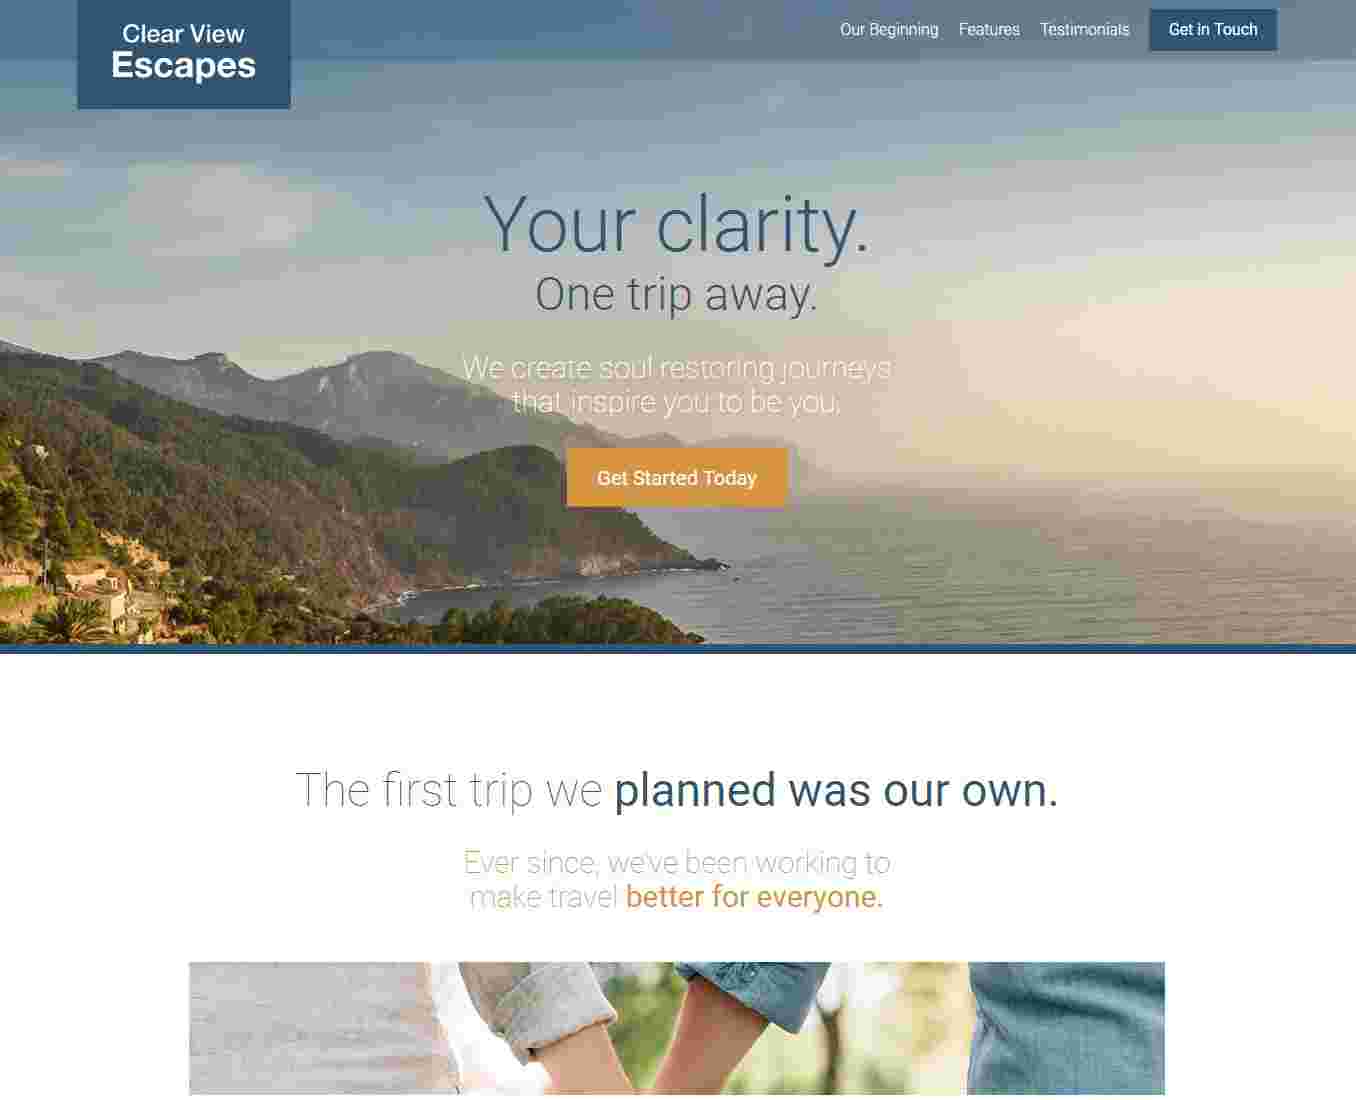 Clear View
Escapes
Our Beginning
Features
Testimonials
Get in Touch
Your clarity.
One trip away.
We create soul restoring journeys
that inspire you to be you.
Get Started Today
The first trip we planned was our own.
Ever since, we've been working to
make travel better for everyone.